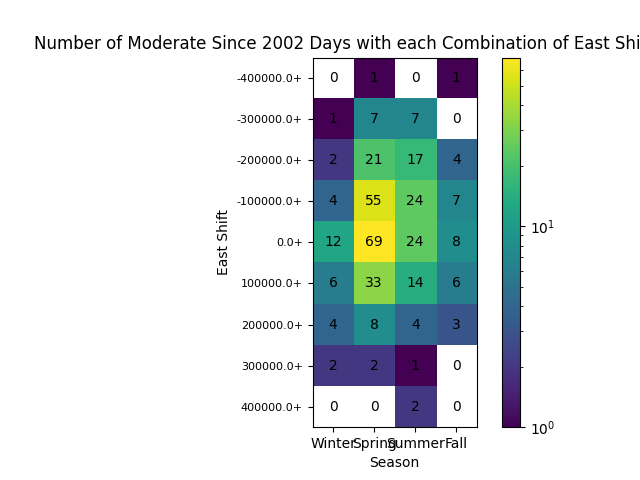 Number of Moderate Since 2002 Days with each Combination of East Shi
East Shift
-400000.0+ 0 1 0 1
-300000.0+ 1 7 7 0
-200000.0+ 2 21 17 4
-100000.0+ 4 55 24 7
0.0+ 12 69 24 8
100000.0+ 6 33 14 6
200000.0+ 4 8 4 3
300000.0+ 2 2 1 0
400000.0+ 0 0 2 0
Winter Spring Summer Fall
Season
10¹
10⁰